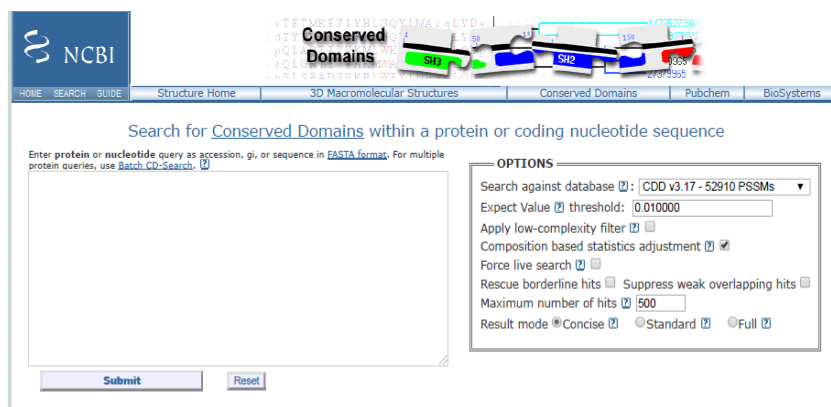 NCBI
Conserved
Domains
SH3
SH2
50
150
HOME SEARCH GUIDE Structure Home 3D Macromolecular Structures Conserved Domains Pubchem BioSystems
Search for Conserved Domains within a protein or coding nucleotide sequence
Enter protein or nucleotide query as accession, gi, or sequence in FASTA format. For multiple
protein queries, use Batch CD-Search. ?
OPTIONS
Search against database ?: CDD v3.17 - 52910 PSSMs
Expect Value ? threshold: 0.010000
Apply low-complexity filter ?
Composition based statistics adjustment ?
Force live search ?
Rescue borderline hits Suppress weak overlapping hits
Maximum number of hits ? 500
Result mode Concise ? Standard ? Full ?
Submit Reset